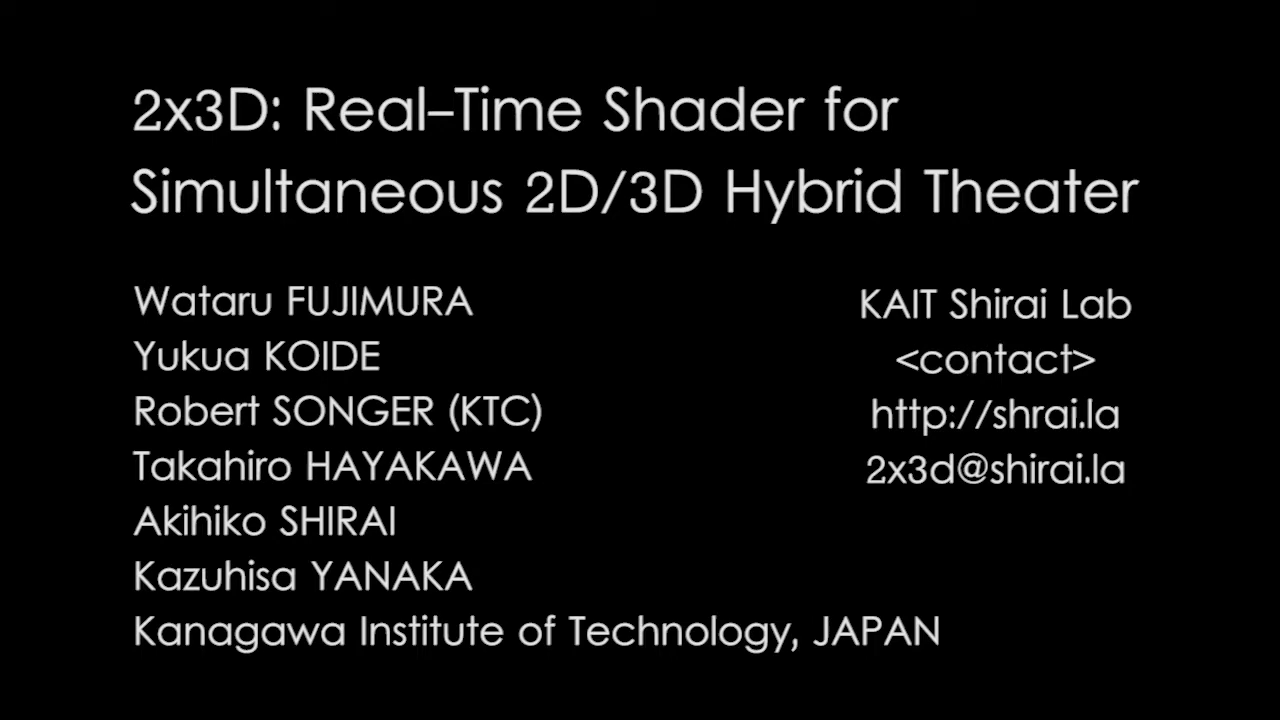 2x3D: Real–Time Shader for
Simultaneous 2D/3D Hybrid Theater
Wataru FUJIMURA
Yukua KOIDE
Robert SONGER (KTC)
Takahiro HAYAKAWA
Akihiko SHIRAI
Kazuhisa YANAKA
Kanagawa Institute of Technology, JAPAN
KAIT Shirai Lab
<contact>
http://shrai.la
2x3d@shirai.la